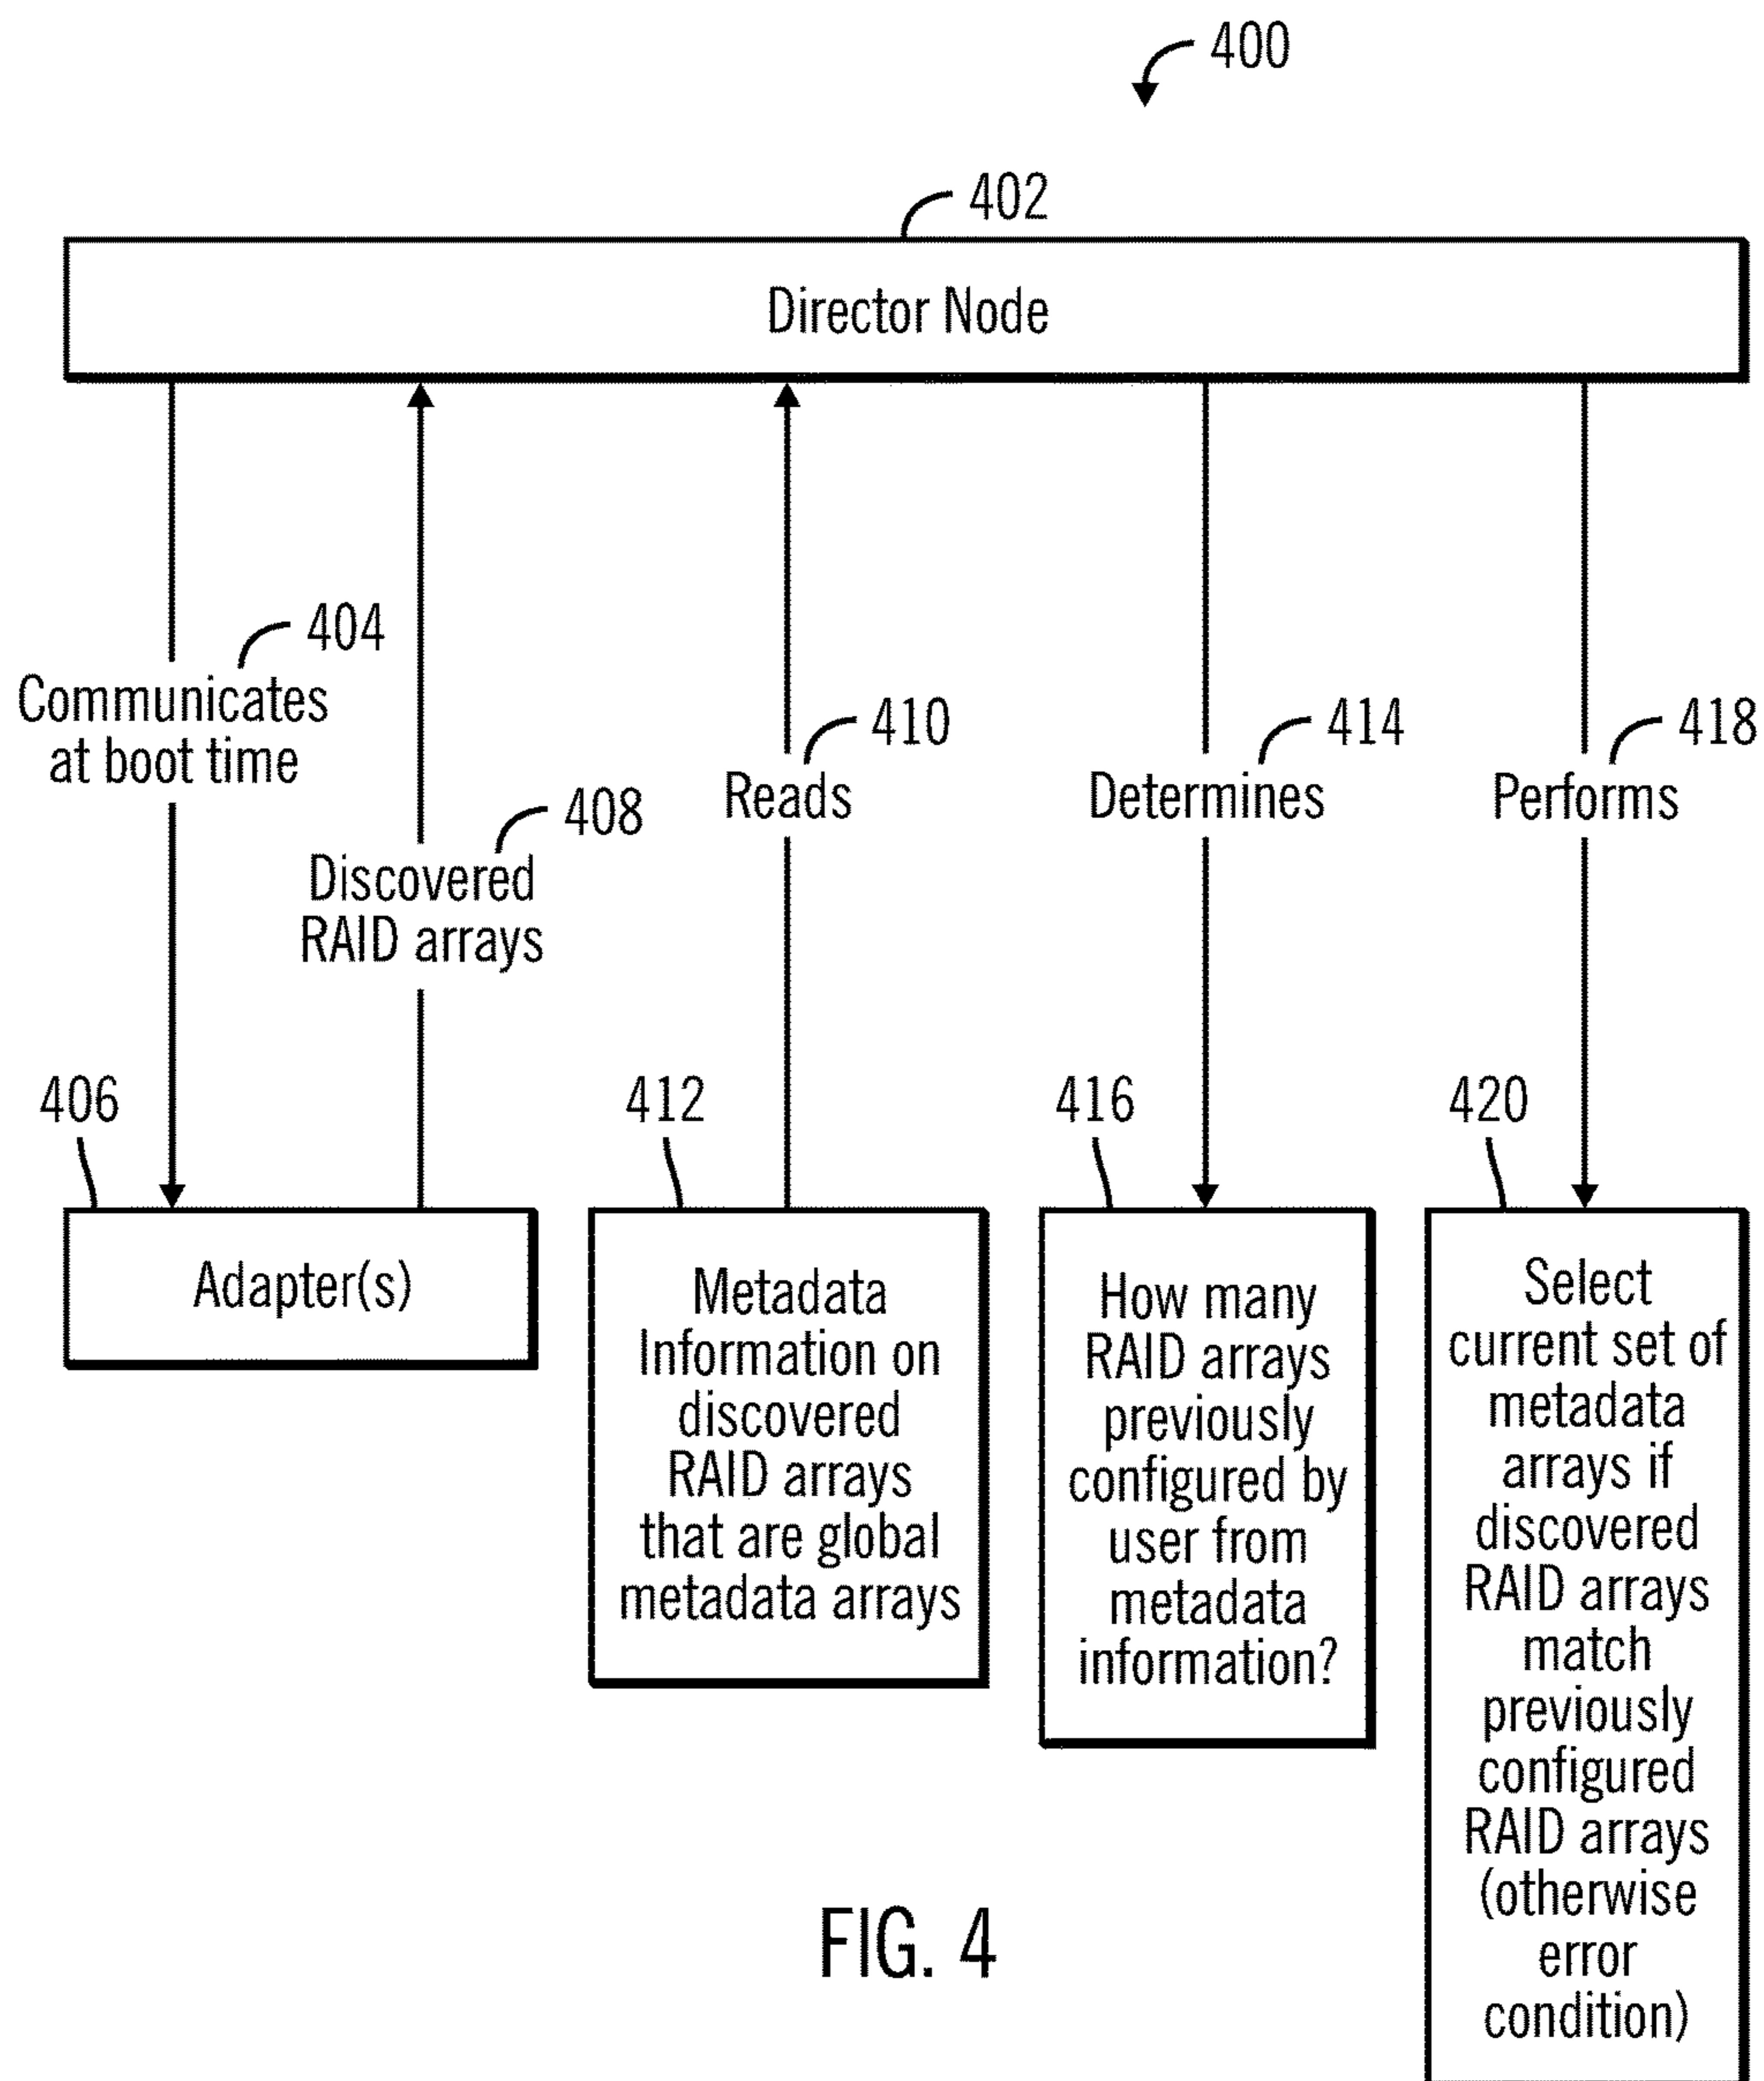 400
402
Director Node
404
Communicates
at boot time
408
Discovered
RAID arrays
410
Reads
414
Determines
418
Performs
406
Adapter(s)
412
Metadata
Information on
discovered
RAID arrays
that are global
metadata arrays
416
How many
RAID arrays
previously
configured by
user from
metadata
information?
420
Select
current set of
metadata
arrays if
discovered
RAID arrays
match
previously
configured
RAID arrays
(otherwise
error
condition)
FIG. 4